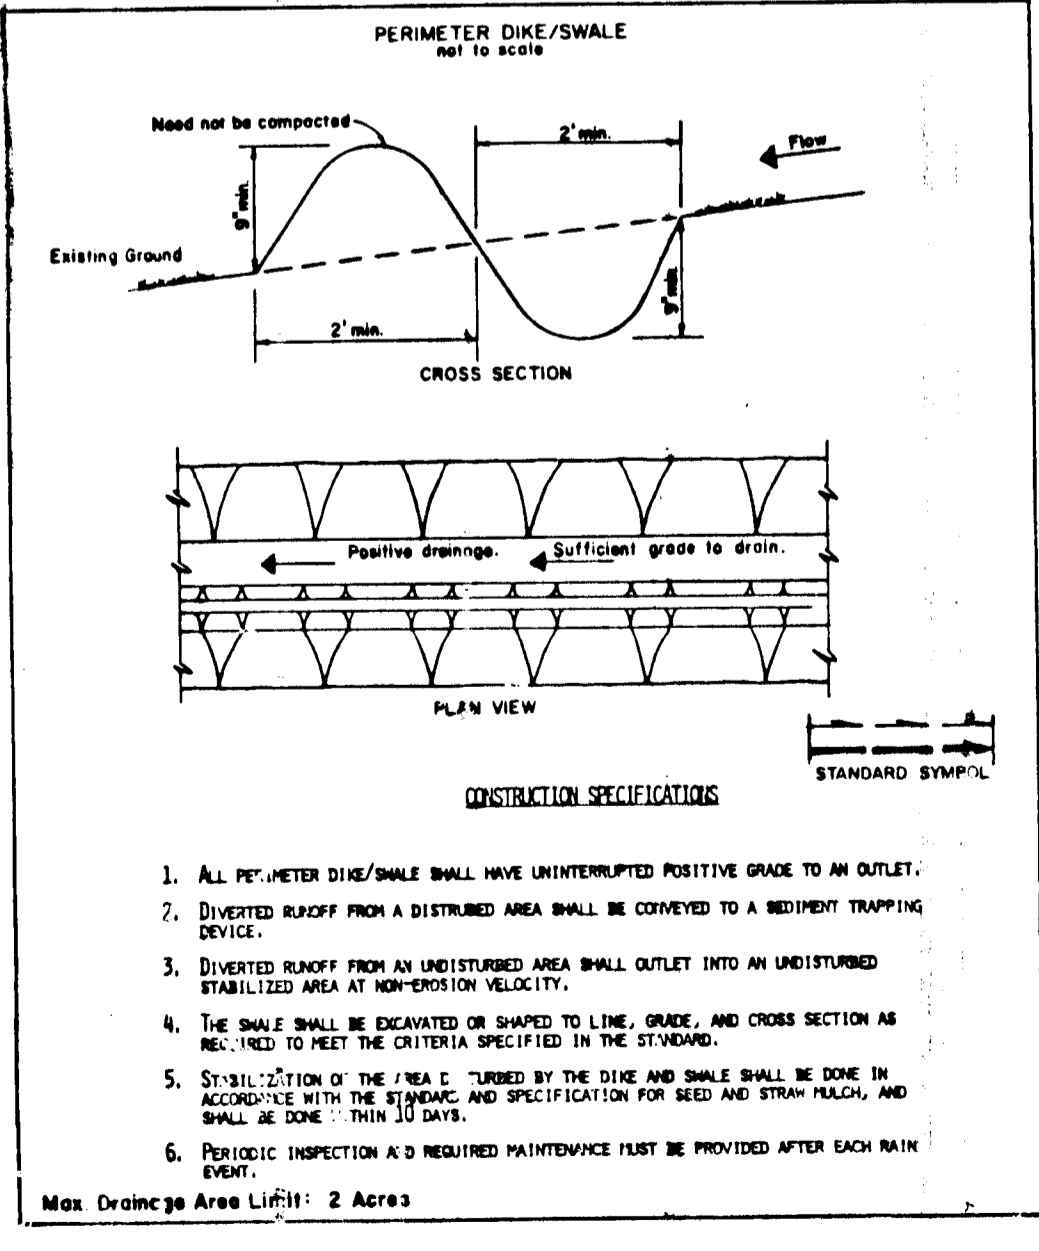 PERIMETER DIKE/SWALE
not to scale
Need not be compacted
2' min.
Flow
9" min.
Existing Ground
9" min.
2' min.
CROSS SECTION
Positive drainage.
Sufficient grade to drain.
PLAN VIEW
STANDARD SYMBOL
CONSTRUCTION SPECIFICATIONS
1. ALL PERIMETER DIKE/SWALE SHALL HAVE UNINTERRUPTED POSITIVE GRADE TO AN OUTLET.
2. DIVERTED RUNOFF FROM A DISTRUBED AREA SHALL BE CONVEYED TO A SEDIMENT TRAPPING
DEVICE.
3. DIVERTED RUNOFF FROM AN UNDISTURBED AREA SHALL OUTLET INTO AN UNDISTURBED
STABILIZED AREA AT NON-EROSION VELOCITY.
4. THE SWALE SHALL BE EXCAVATED OR SHAPED TO LINE, GRADE, AND CROSS SECTION AS
REQUIRED TO MEET THE CRITERIA SPECIFIED IN THE STANDARD.
5. STABILIZATION OF THE AREA DISTURBED BY THE DIKE AND SWALE SHALL BE DONE IN
ACCORDANCE WITH THE STANDARD AND SPECIFICATION FOR SEED AND STRAW MULCH, AND
SHALL BE DONE WITHIN 10 DAYS.
6. PERIODIC INSPECTION AND REQUIRED MAINTENANCE MUST BE PROVIDED AFTER EACH RAIN
EVENT.
Max. Drainage Area Limit: 2 Acres